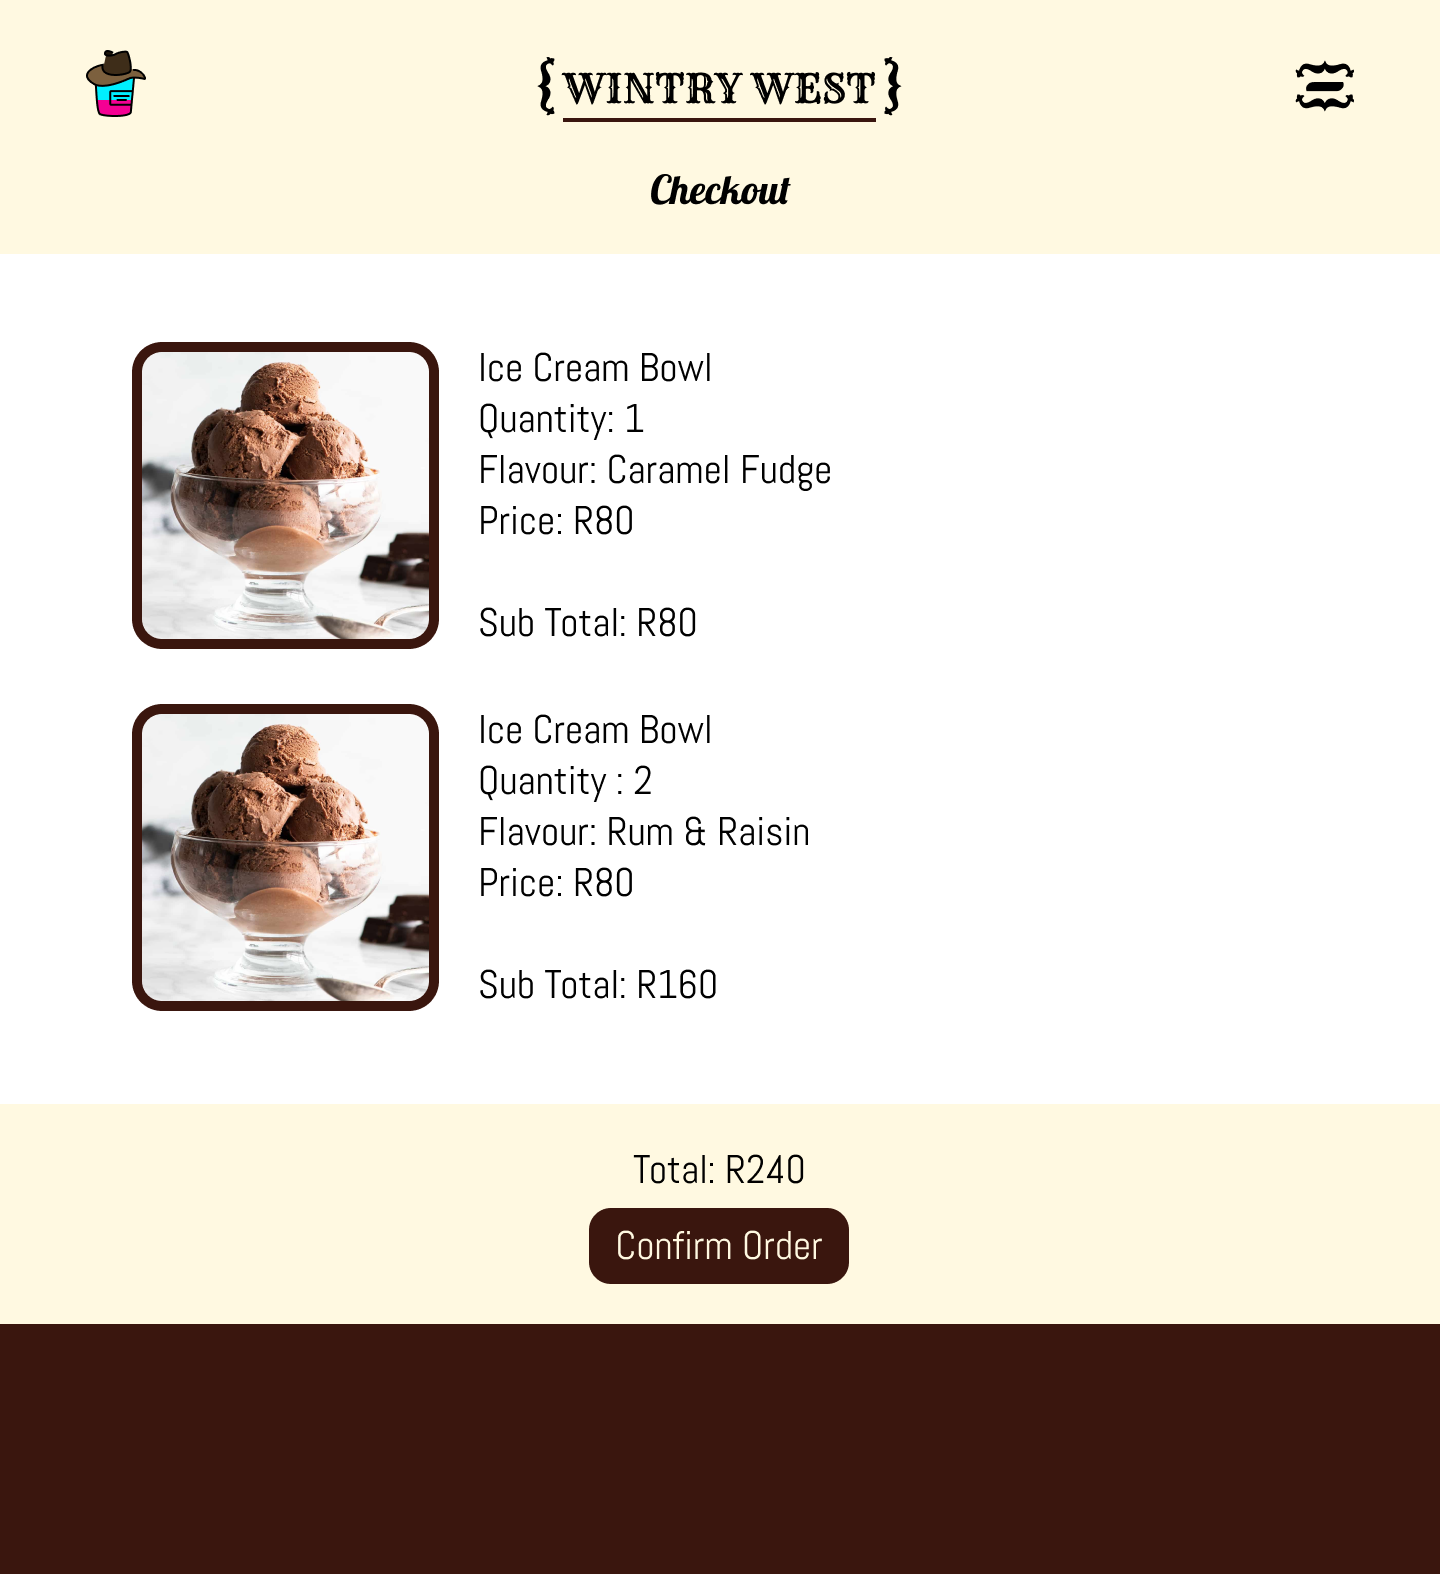 { WINTRY WEST }
Checkout
Ice Cream Bowl
Quantity: 1
Flavour: Caramel Fudge
Price: R80
Sub Total: R80
Ice Cream Bowl
Quantity : 2
Flavour: Rum & Raisin
Price: R80
Sub Total: R160
Total: R240
Confirm Order